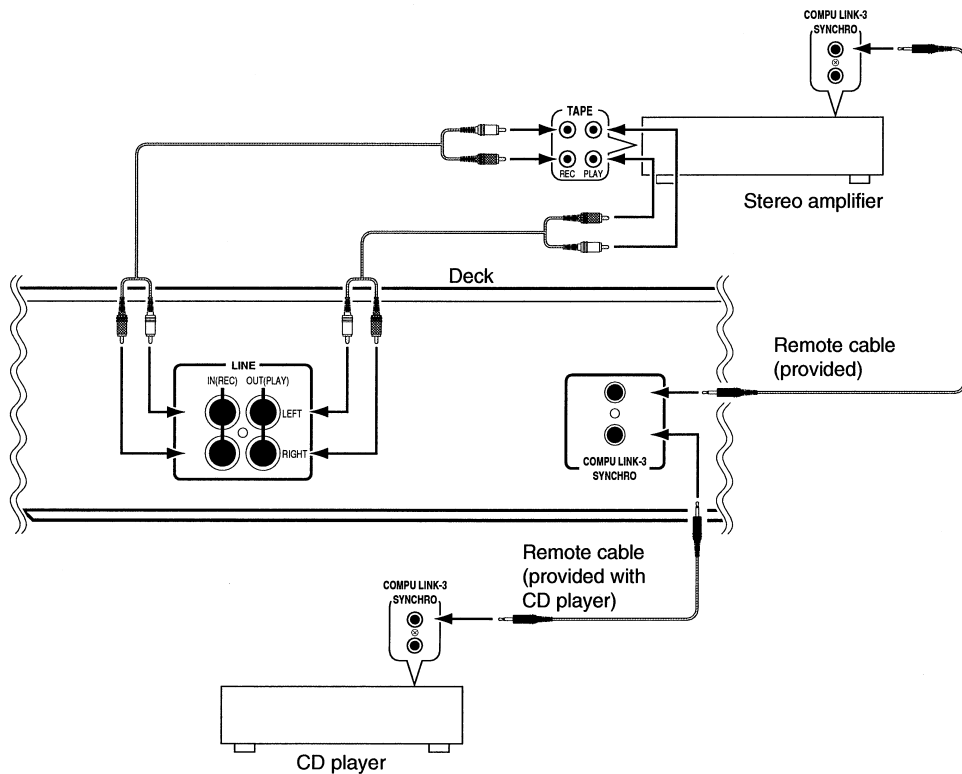 COMPU LINK-3
SYNCHRO
TAPE
REC PLAY
Stereo amplifier
Deck
LINE
IN(REC) OUT(PLAY)
LEFT
RIGHT
Remote cable
(provided)
COMPU LINK-3
SYNCHRO
Remote cable
(provided with
CD player)
COMPU LINK-3
SYNCHRO
CD player